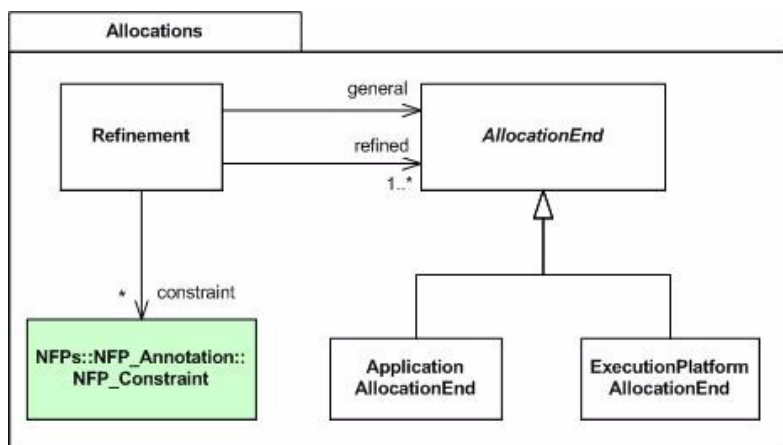 Allocations
general
Refinement
AllocationEnd
refined
1..*
* constraint
NFPs::NFP_Annotation::
NFP_Constraint
Application
AllocationEnd
ExecutionPlatform
AllocationEnd